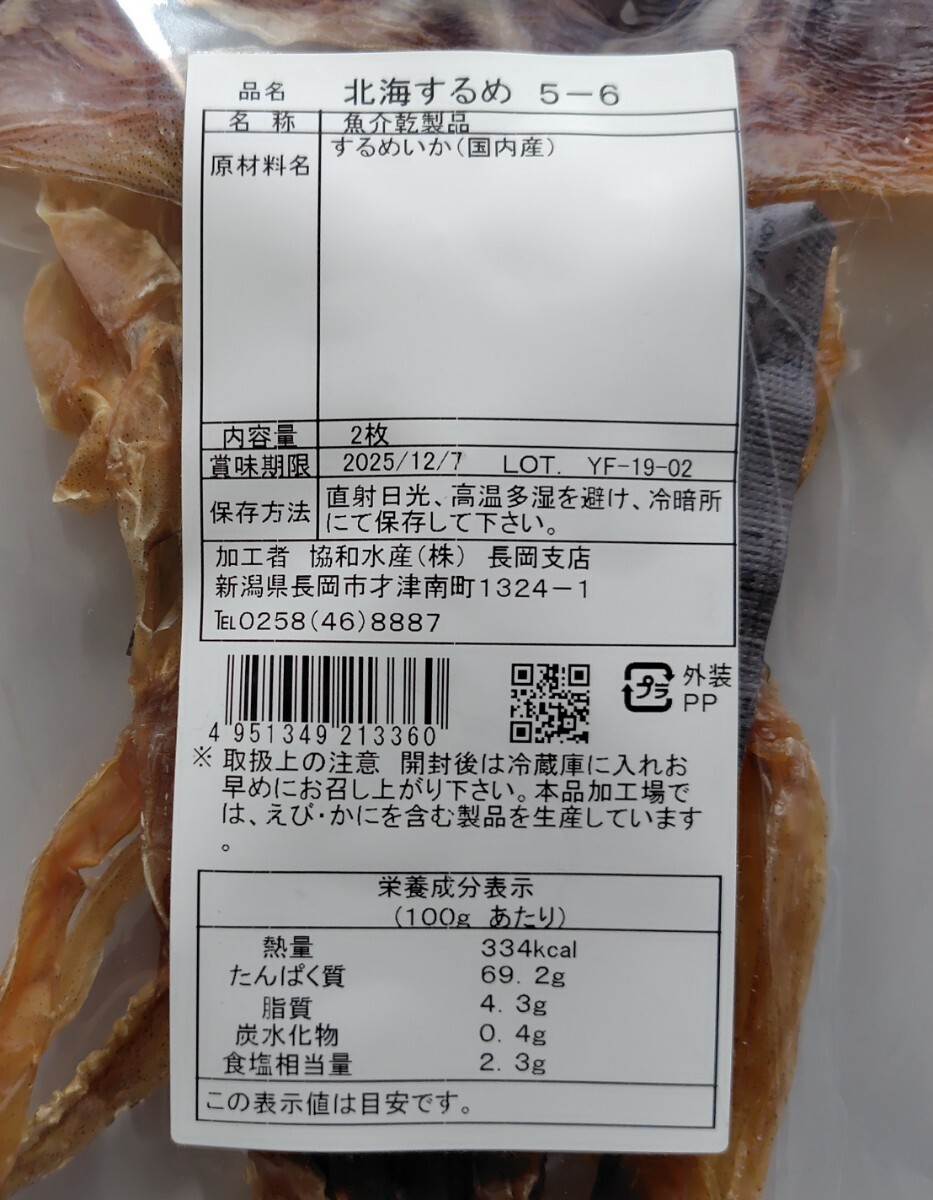 品名 北海するめ 5-6
名称 魚介乾製品
原材料名 するめいか(国内産)
内容量 2枚
賞味期限 2025/12/7 LOT. YF-19-02
保存方法 直射日光、高温多湿を避け、冷暗所
にて保存して下さい。
加工者 協和水産(株) 長岡支店
新潟県長岡市才津南町1324-1
℡0258(46)8887
プラ 外装
PP
4 951349 213360
※ 取扱上の注意 開封後は冷蔵庫に入れお
早めにお召し上がり下さい。本品加工場で
は、えび・かにを含む製品を生産しています
。
栄養成分表示
(100g あたり)
熱量 334kcal
たんぱく質 69.2g
脂質 4.3g
炭水化物 0.4g
食塩相当量 2.3g
この表示値は目安です。